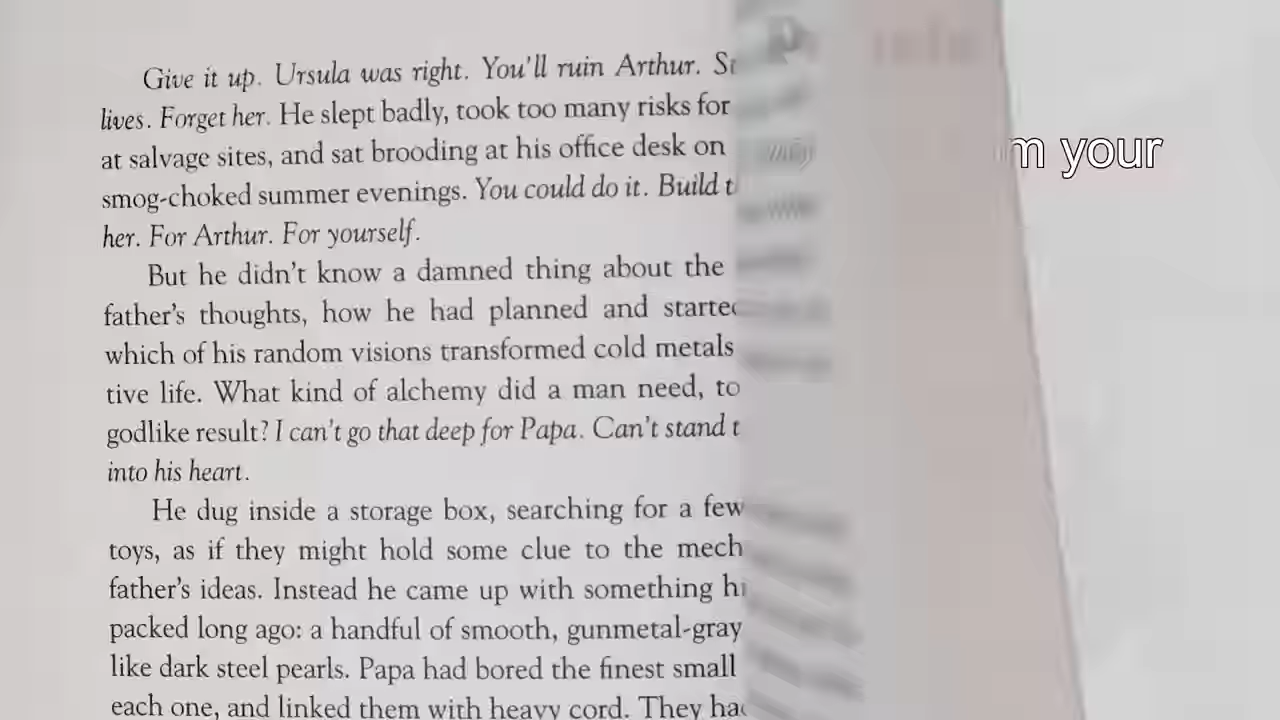 Give it up. Ursula was right. You'll ruin Arthur.
lives. Forget her. He slept badly, took too many risks for
at salvage sites, and sat brooding at his office desk on
smog-choked summer evenings. You could do it. Build
her. For Arthur. For yourself.
But he didn't know a damned thing about the
father's thoughts, how he had planned and started
which of his random visions transformed cold metals
tive life. What kind of alchemy did a man need, to
godlike result? I can't go that deep for Papa. Can't stand
into his heart.
He dug inside a storage box, searching for a few
toys, as if they might hold some clue to the mech
father's ideas. Instead he came up with something
packed long ago: a handful of smooth, gunmetal-gray
like dark steel pearls. Papa had bored the finest small
each one, and linked them with heavy cord. They had
m your